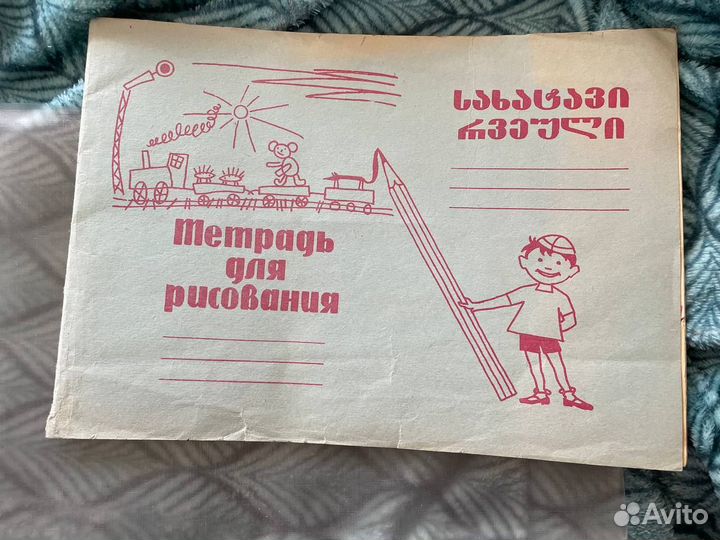 სახატავი
რვეული
Тетрадь
для
рисования
Avito